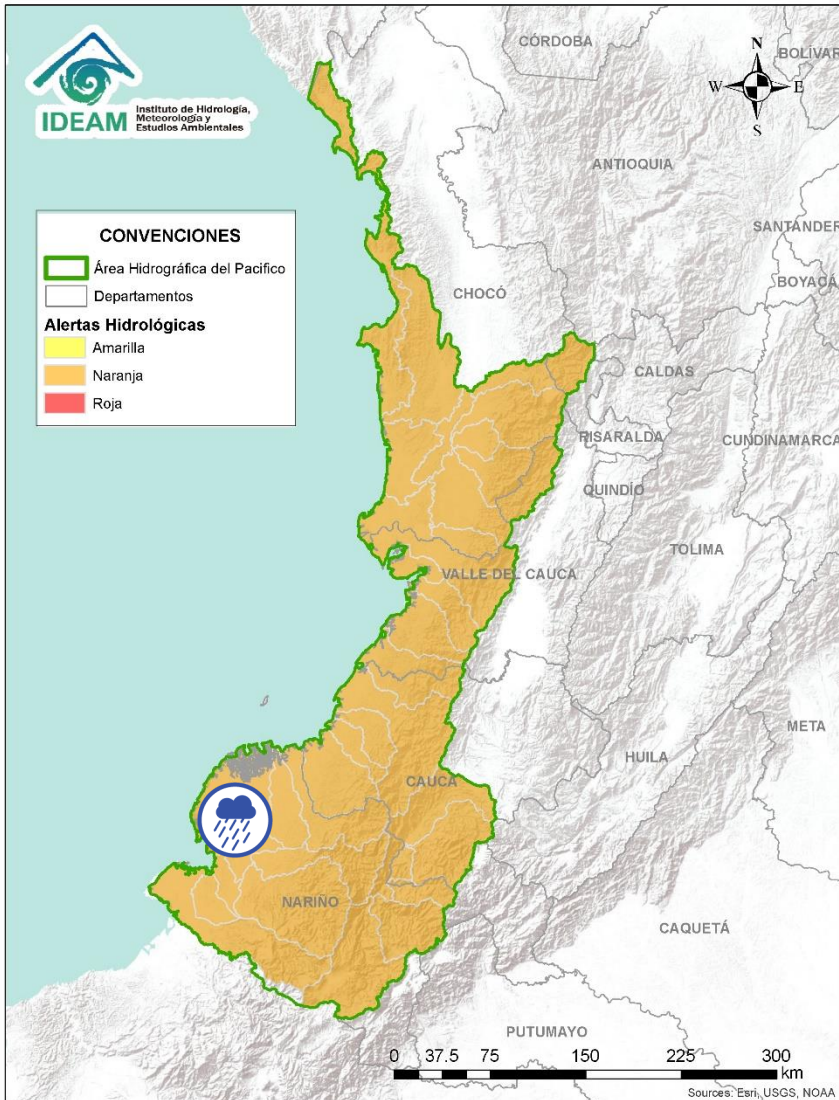 IDEAM
Instituto de Hidrología,
Meteorología y
Estudios Ambientales
N
W
E
S
CÓRDOBA
BOLÍVAR
ANTIOQUIA
SANTANDER
BOYACÁ
CHOCÓ
CALDAS
RISARALDA
CUNDINAMARCA
QUINDÍO
TOLIMA
VALLE DEL CAUCA
META
HUILA
CAUCA
NARIÑO
CAQUETÁ
PUTUMAYO
CONVENCIONES
Área Hidrográfica del Pacifico
Departamentos
Alertas Hidrológicas
Amarilla
Naranja
Roja
0 37.5 75 150 225 300
km
Sources: Esri, USGS, NOAA